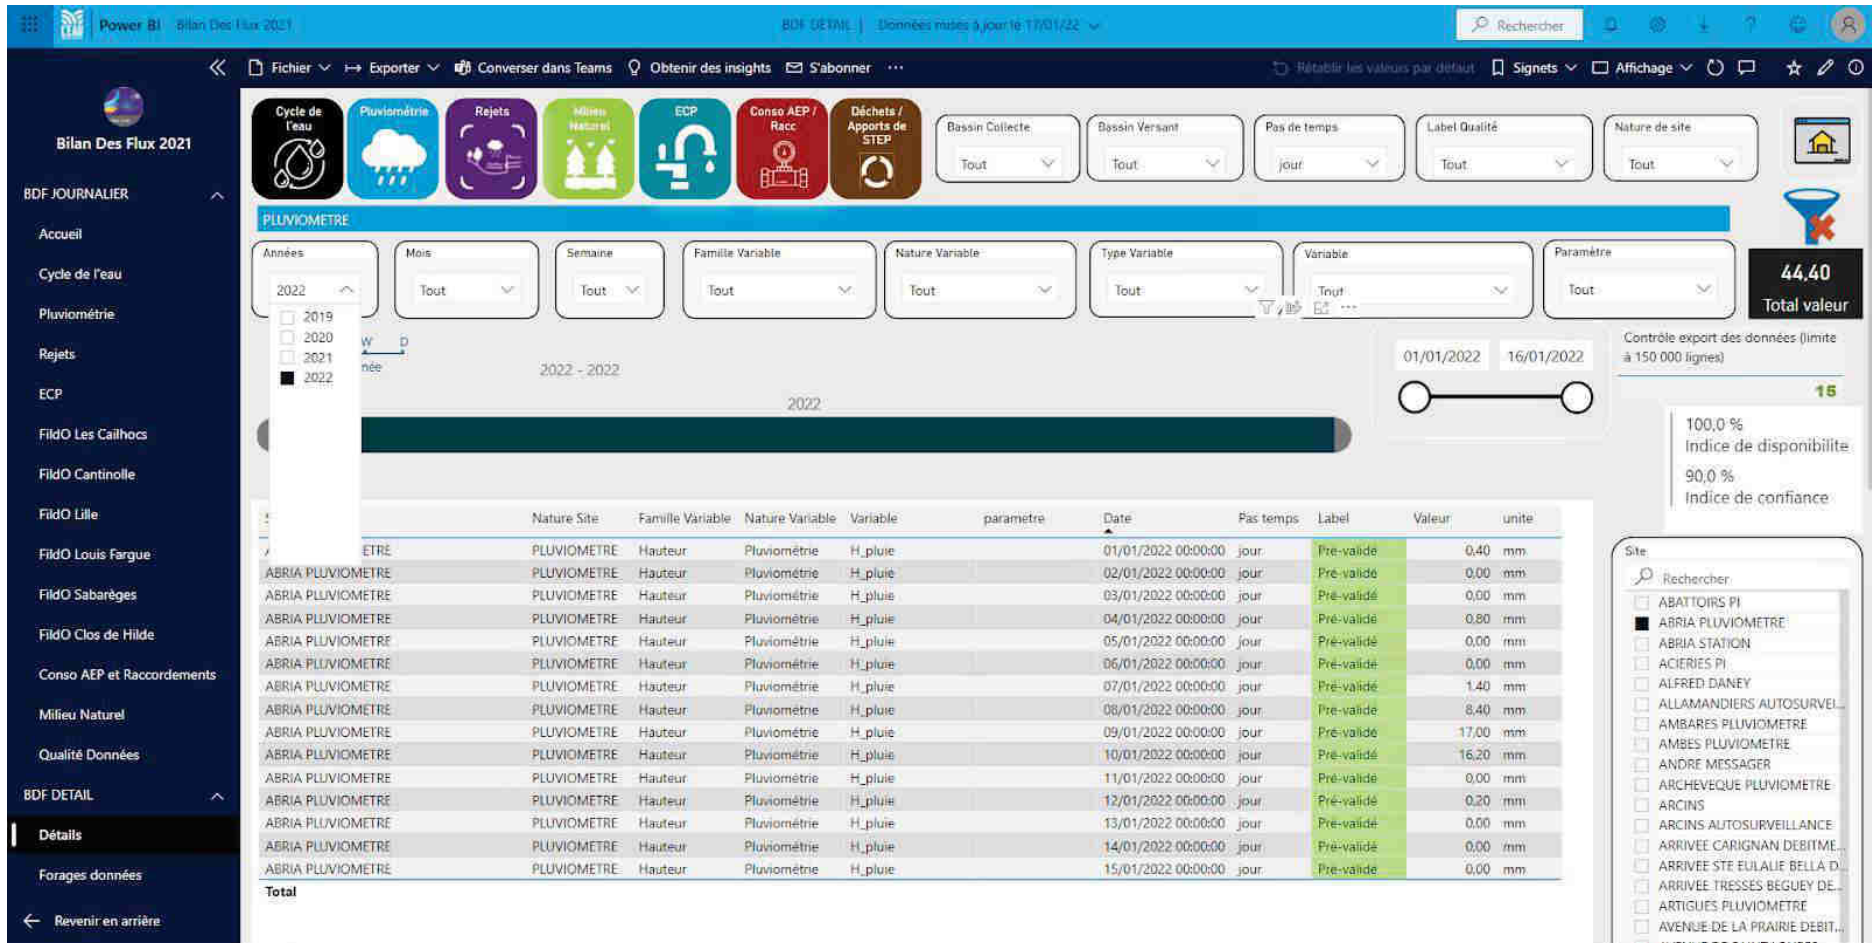 Power BI Bilan Des Flux 2021
BDF DETAIL | Données mises à jour le 17/01/22
Rechercher
Fichier Exporter Converser dans Teams Obtenir des insights S'abonner ···
Rétablir les valeurs par défaut Signets Affichage
Bilan Des Flux 2021
BDF JOURNALIER
Accueil
Cycle de l'eau
Pluviométrie
Rejets
ECP
FildO Les Cailhocs
FildO Cantinolle
FildO Lille
FildO Louis Fargue
FildO Sabarèges
FildO Clos de Hilde
Conso AEP et Raccordements
Milieu Naturel
Qualité Données
BDF DETAIL
Détails
Forages données
Revenir en arrière
Cycle de l'eau
Pluviométrie
Rejets
Milieu Naturel
ECP
Conso AEP / Racc
Déchets / Apports de STEP
Bassin Collecte
Tout
Bassin Versant
Tout
Pas de temps
jour
Label Qualité
Tout
Nature de site
Tout
PLUVIOMETRE
Années
2022
2019
2020
2021
2022
Mois
Tout
Semaine
Tout
Famille Variable
Tout
Nature Variable
Tout
Type Variable
Tout
Variable
Tout
Paramètre
Tout
44,40
Total valeur
W D
née
2022 - 2022
2022
01/01/2022 16/01/2022
Contrôle export des données (limite
à 150 000 lignes)
15
100,0 %
Indice de disponibilite
90,0 %
Indice de confiance
Nature Site Famille Variable Nature Variable Variable parametre Date Pas temps Label Valeur unite
ETRE PLUVIOMETRE Hauteur Pluviométrie H_pluie 01/01/2022 00:00:00 jour Pré-validé 0,40 mm
ABRIA PLUVIOMETRE PLUVIOMETRE Hauteur Pluviométrie H_pluie 02/01/2022 00:00:00 jour Pré-validé 0,00 mm
ABRIA PLUVIOMETRE PLUVIOMETRE Hauteur Pluviométrie H_pluie 03/01/2022 00:00:00 jour Pré-validé 0,00 mm
ABRIA PLUVIOMETRE PLUVIOMETRE Hauteur Pluviométrie H_pluie 04/01/2022 00:00:00 jour Pré-validé 0,80 mm
ABRIA PLUVIOMETRE PLUVIOMETRE Hauteur Pluviométrie H_pluie 05/01/2022 00:00:00 jour Pré-validé 0,00 mm
ABRIA PLUVIOMETRE PLUVIOMETRE Hauteur Pluviométrie H_pluie 06/01/2022 00:00:00 jour Pré-validé 0,00 mm
ABRIA PLUVIOMETRE PLUVIOMETRE Hauteur Pluviométrie H_pluie 07/01/2022 00:00:00 jour Pré-validé 1,40 mm
ABRIA PLUVIOMETRE PLUVIOMETRE Hauteur Pluviométrie H_pluie 08/01/2022 00:00:00 jour Pré-validé 8,40 mm
ABRIA PLUVIOMETRE PLUVIOMETRE Hauteur Pluviométrie H_pluie 09/01/2022 00:00:00 jour Pré-validé 17,00 mm
ABRIA PLUVIOMETRE PLUVIOMETRE Hauteur Pluviométrie H_pluie 10/01/2022 00:00:00 jour Pré-validé 16,20 mm
ABRIA PLUVIOMETRE PLUVIOMETRE Hauteur Pluviométrie H_pluie 11/01/2022 00:00:00 jour Pré-validé 0,00 mm
ABRIA PLUVIOMETRE PLUVIOMETRE Hauteur Pluviométrie H_pluie 12/01/2022 00:00:00 jour Pré-validé 0,20 mm
ABRIA PLUVIOMETRE PLUVIOMETRE Hauteur Pluviométrie H_pluie 13/01/2022 00:00:00 jour Pré-validé 0,00 mm
ABRIA PLUVIOMETRE PLUVIOMETRE Hauteur Pluviométrie H_pluie 14/01/2022 00:00:00 jour Pré-validé 0,00 mm
ABRIA PLUVIOMETRE PLUVIOMETRE Hauteur Pluviométrie H_pluie 15/01/2022 00:00:00 jour Pré-validé 0,00 mm
Total
Site
Rechercher
ABATTOIRS PI
ABRIA PLUVIOMETRE
ABRIA STATION
ACIERIES PI
ALFRED DANEY
ALLAMANDIERS AUTOSURVEI...
AMBARES PLUVIOMETRE
AMBES PLUVIOMETRE
ANDRE MESSAGER
ARCHEVEQUE PLUVIOMETRE
ARCINS
ARCINS AUTOSURVEILLANCE
ARRIVEE CARIGNAN DEBITME...
ARRIVEE STE EULALIE BELLA D...
ARRIVEE TRESSES BEGUEY DE...
ARTIGUES PLUVIOMETRE
AVENUE DE LA PRAIRIE DEBIT...